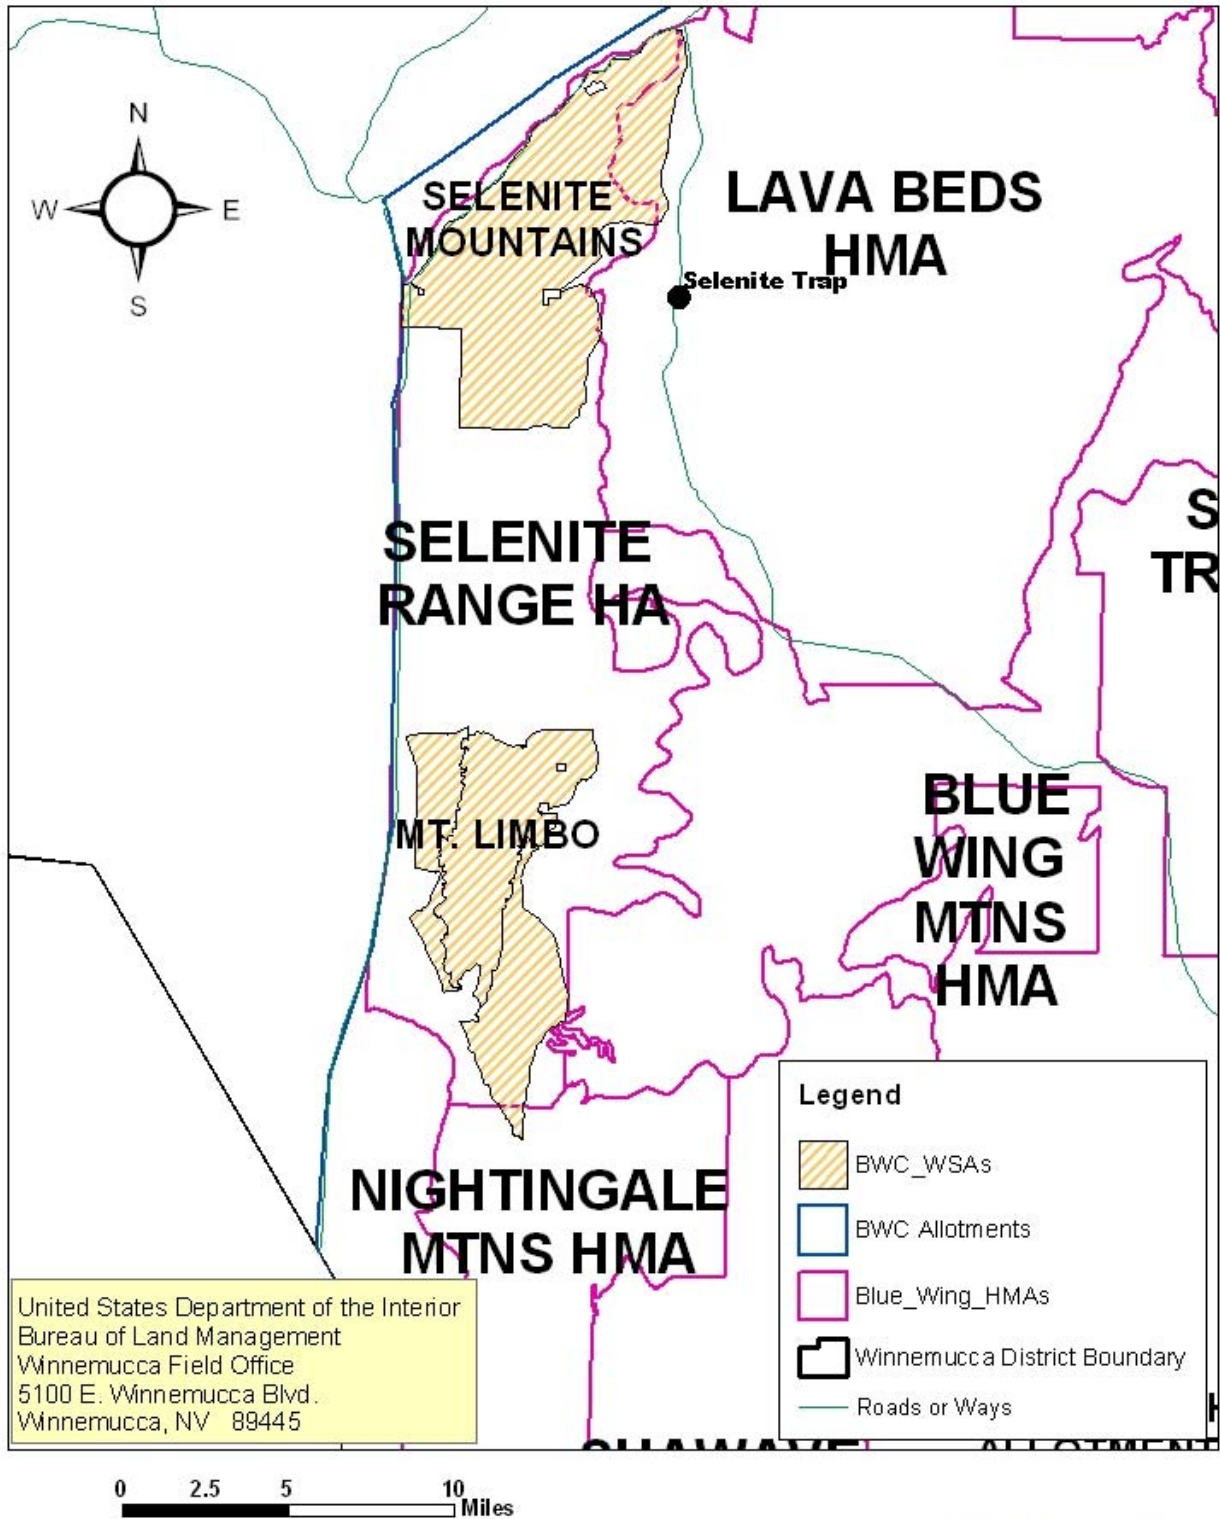 N
W E
S
SELENITE
MOUNTAINS
LAVA BEDS
HMA
Selenite Trap
S
TR
SELENITE
RANGE HA
MT. LIMBO
BLUE
WING
MTNS
HMA
NIGHTINGALE
MTNS HMA
Legend
BWC_WSAs
BWC Allotments
Blue_Wing_HMAs
Winnemucca District Boundary
Roads or Ways
United States Department of the Interior
Bureau of Land Management
Winnemucca Field Office
5100 E. Winnemucca Blvd.
Winnemucca, NV 89445
0 2.5 5 10
Miles